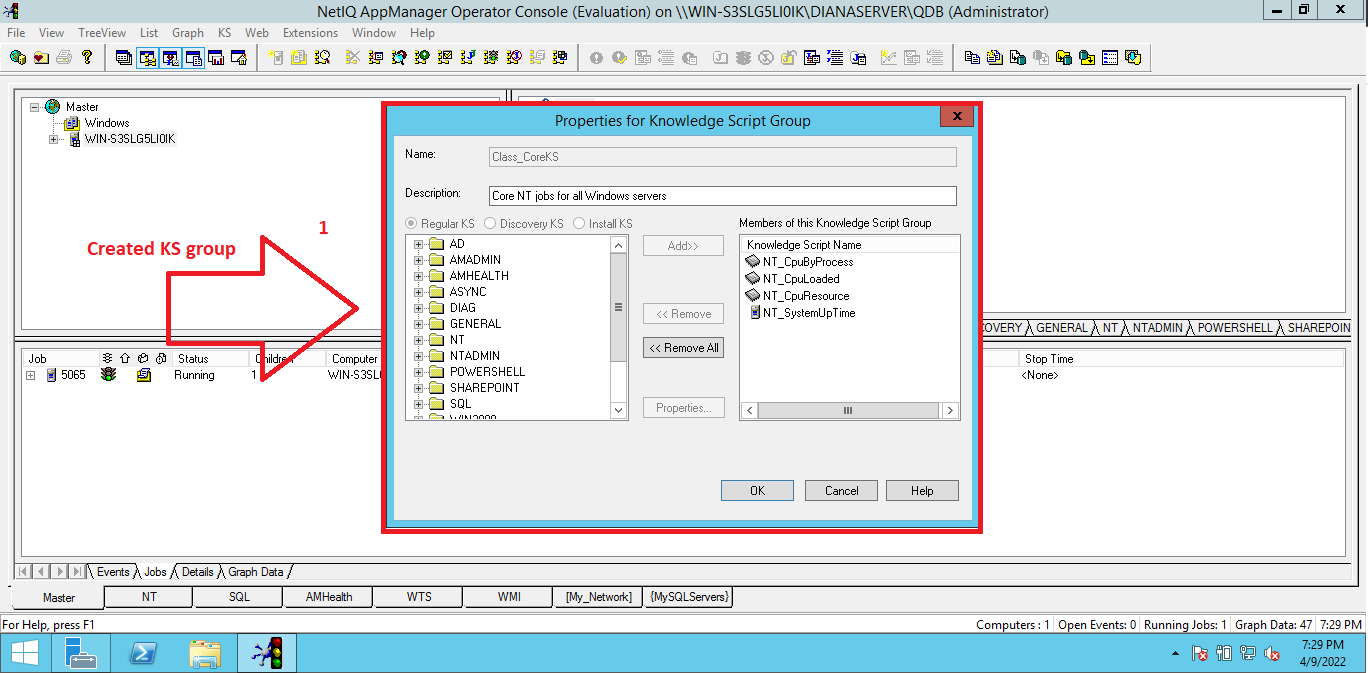 NetIQ AppManager Operator Console (Evaluation) on \\WIN-S3SLG5LI0IK\DIANASERVER\QDB (Administrator)
File View TreeView List Graph KS Web Extensions Window Help
Master
Windows
WIN-S3SLG5LI0IK
1
Created KS group
Properties for Knowledge Script Group
Name: Class_CoreKS
Description: Core NT jobs for all Windows servers
Regular KS Discovery KS Install KS
Members of this Knowledge Script Group
AD
AMADMIN
AMHEALTH
ASYNC
DIAG
GENERAL
NT
NTADMIN
POWERSHELL
SHAREPOINT
SQL
Add>>
<< Remove
<< Remove All
Properties...
Knowledge Script Name
NT_CpuByProcess
NT_CpuLoaded
NT_CpuResource
NT_SystemUpTime
OK Cancel Help
OVERY GENERAL NT NTADMIN POWERSHELL SHAREPOIN
Job Status Children Computer Stop Time
5065 Running 1 WIN-S3SL <None>
Events Jobs Details Graph Data
Master NT SQL AMHealth WTS WMI [My_Network] {MySQLServers}
For Help, press F1
Computers : 1 Open Events: 0 Running Jobs: 1 Graph Data: 47 7:29 PM
7:29 PM
4/9/2022